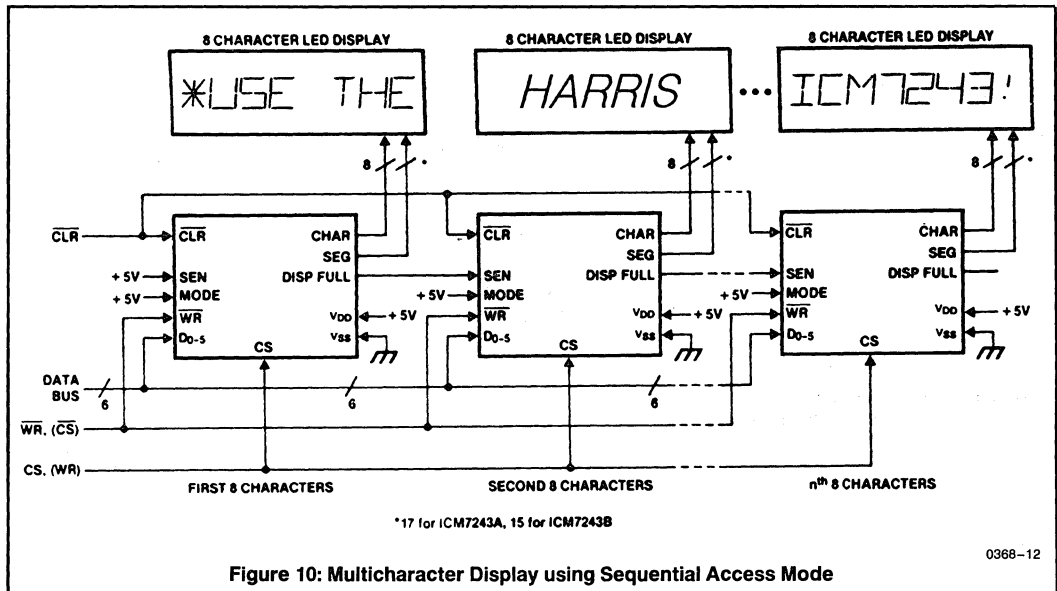 8 CHARACTER LED DISPLAY 8 CHARACTER LED DISPLAY 8 CHARACTER LED DISPLAY
*USE THE HARRIS ••• ICM7243!
8 * 8 * 8 *
CLR CLR CHAR CLR CHAR CLR CHAR
SEG SEG SEG
+5V SEN DISP FULL SEN DISP FULL SEN DISP FULL
+5V MODE +5V MODE +5V MODE
WR VDD +5V WR VDD +5V WR VDD +5V
D0-5 VSS D0-5 VSS D0-5 VSS
CS CS CS
DATA BUS 6 6 6
WR, (CS)
CS, (WR)
FIRST 8 CHARACTERS SECOND 8 CHARACTERS nth 8 CHARACTERS
*17 for ICM7243A, 15 for ICM7243B
0368–12
Figure 10: Multicharacter Display using Sequential Access Mode